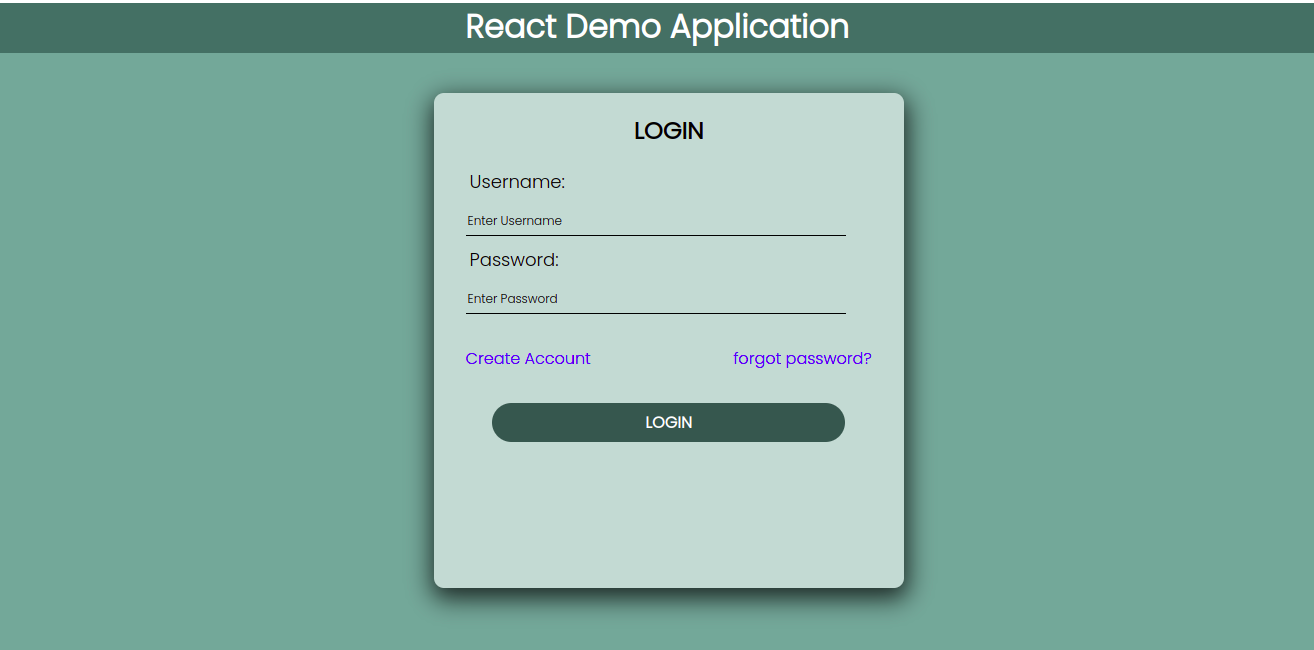 React Demo Application
LOGIN
Username:
Enter Username
Password:
Enter Password
Create Account forgot password?
LOGIN